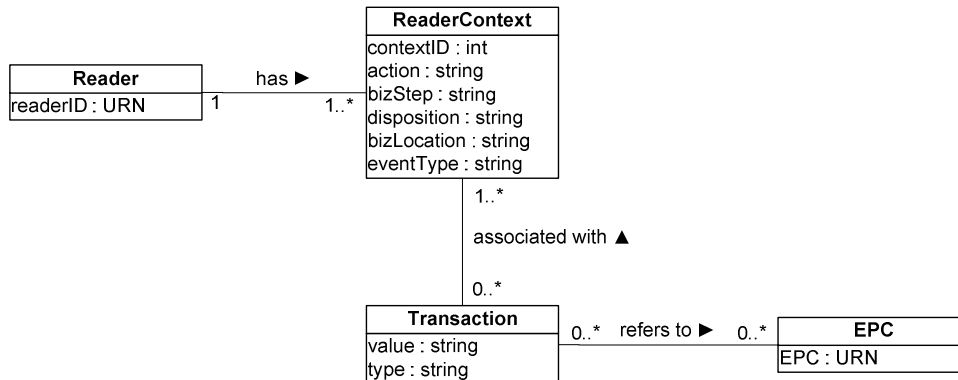 ReaderContext
contextID : int
action : string
bizStep : string
disposition : string
bizLocation : string
eventType : string
Reader
readerID : URN
has ►
1
1..*
1..*
associated with ▲
0..*
Transaction
value : string
type : string
0..*
refers to ►
0..*
EPC
EPC : URN